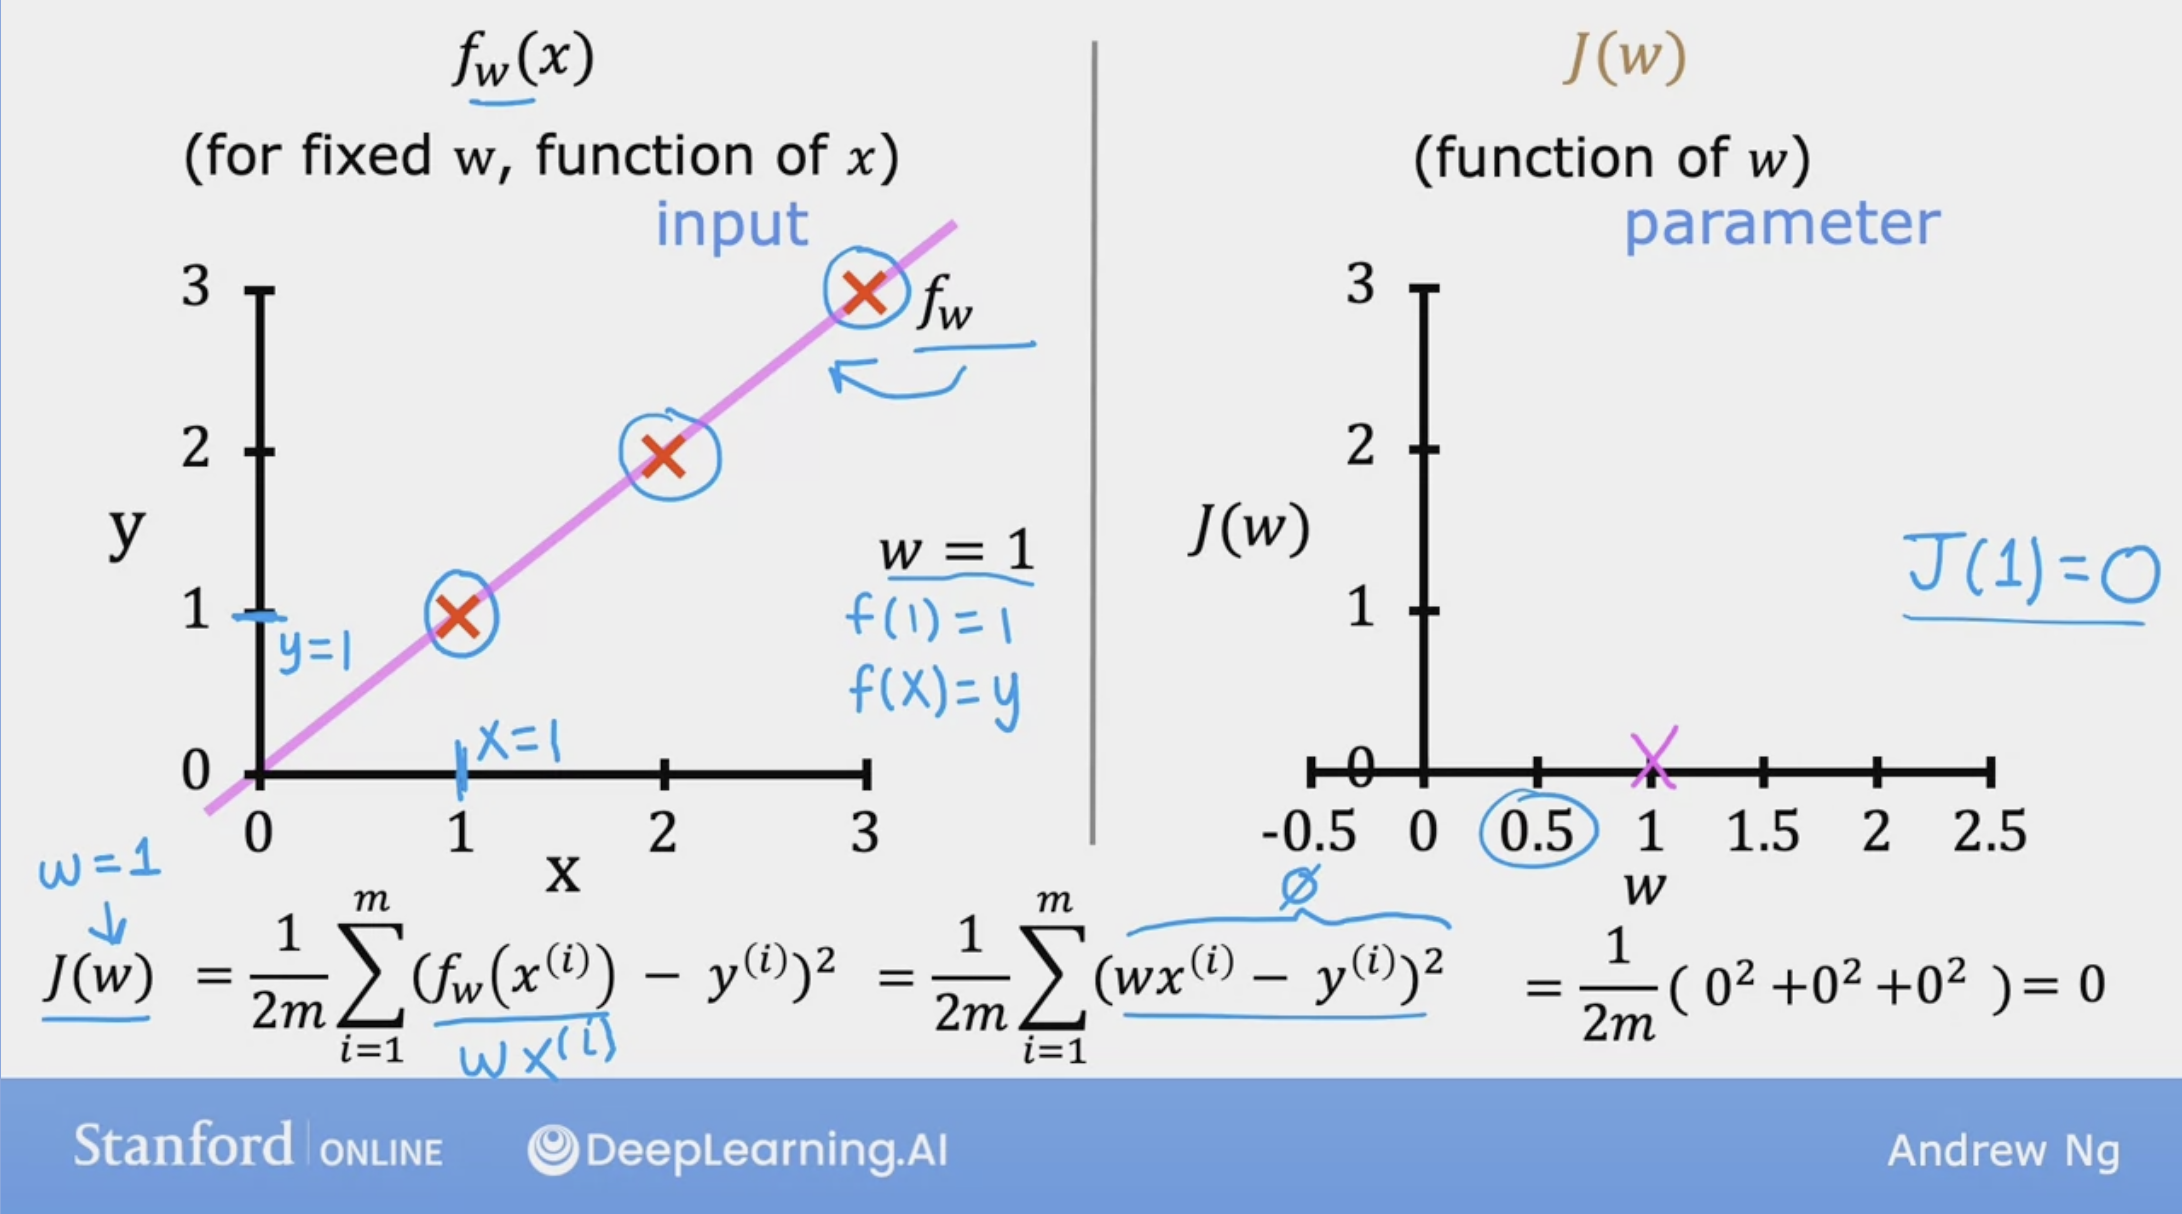 f_w(x)
(for fixed w, function of x)
input
3
f_w
2
y
w = 1
1
f(1) = 1
y=1
f(x) = y
x=1
0
0 1 2 3
x
J(w)
(function of w)
parameter
3
2
J(w)
J(1) = 0
1
0
-0.5 0 0.5 1 1.5 2 2.5
w
w = 1
↓
J(w) = \frac{1}{2m} \sum_{i=1}^{m} (f_w(x^{(i)}) − y^{(i)})^2 = \frac{1}{2m} \sum_{i=1}^{m} (wx^{(i)} − y^{(i)})^2 = \frac{1}{2m} ( 0^2 +0^2 +0^2 ) = 0
wx^{(i)}
∅
Stanford | ONLINE DeepLearning.AI Andrew Ng